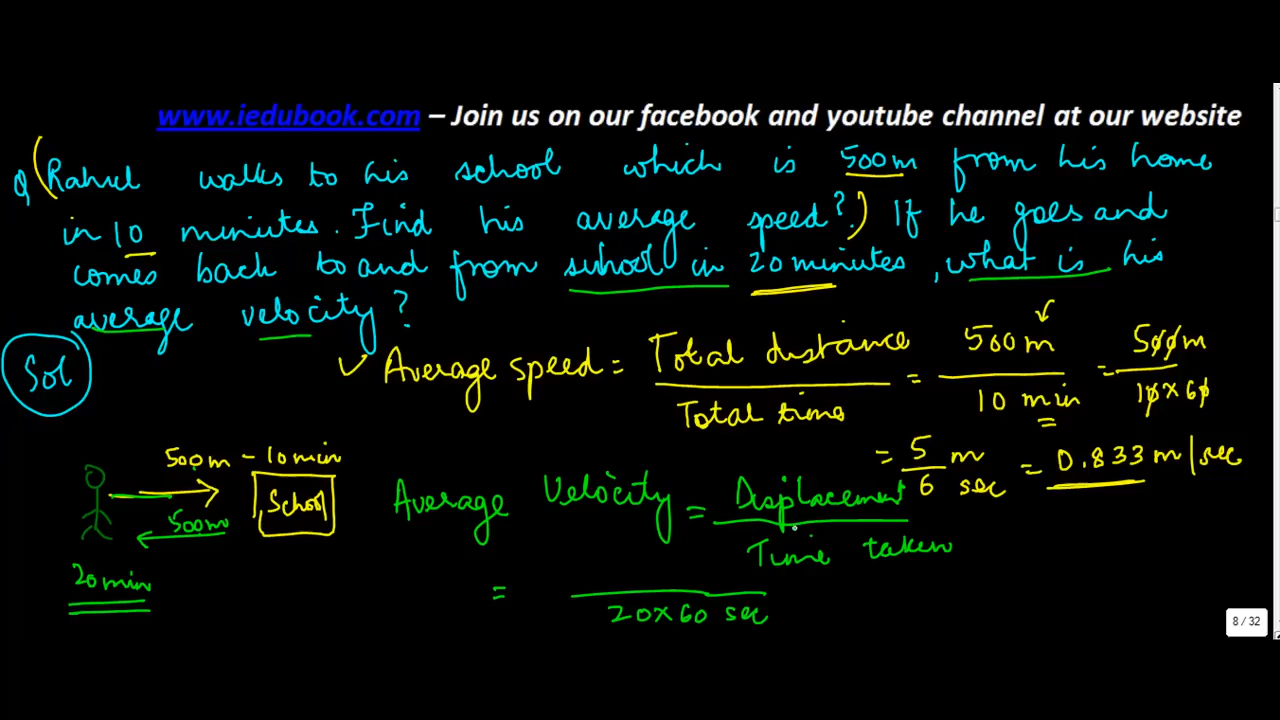 www.iedubook.com – Join us on our facebook and youtube channel at our website
Q (Rahul walks to his school which is 500m from his home
in 10 minutes. Find his average speed?) If he goes and
comes back to and from school in 20 minutes, what is his
average velocity?
Sol
✓ Average speed = Total distance / Total time = 500m / 10 min = 500m / 10×60
= 5/6 m/sec = 0.833 m/sec
500m - 10min
School
500m
20min
Average Velocity = Displacement / Time taken
= / 20×60 sec
8 / 32